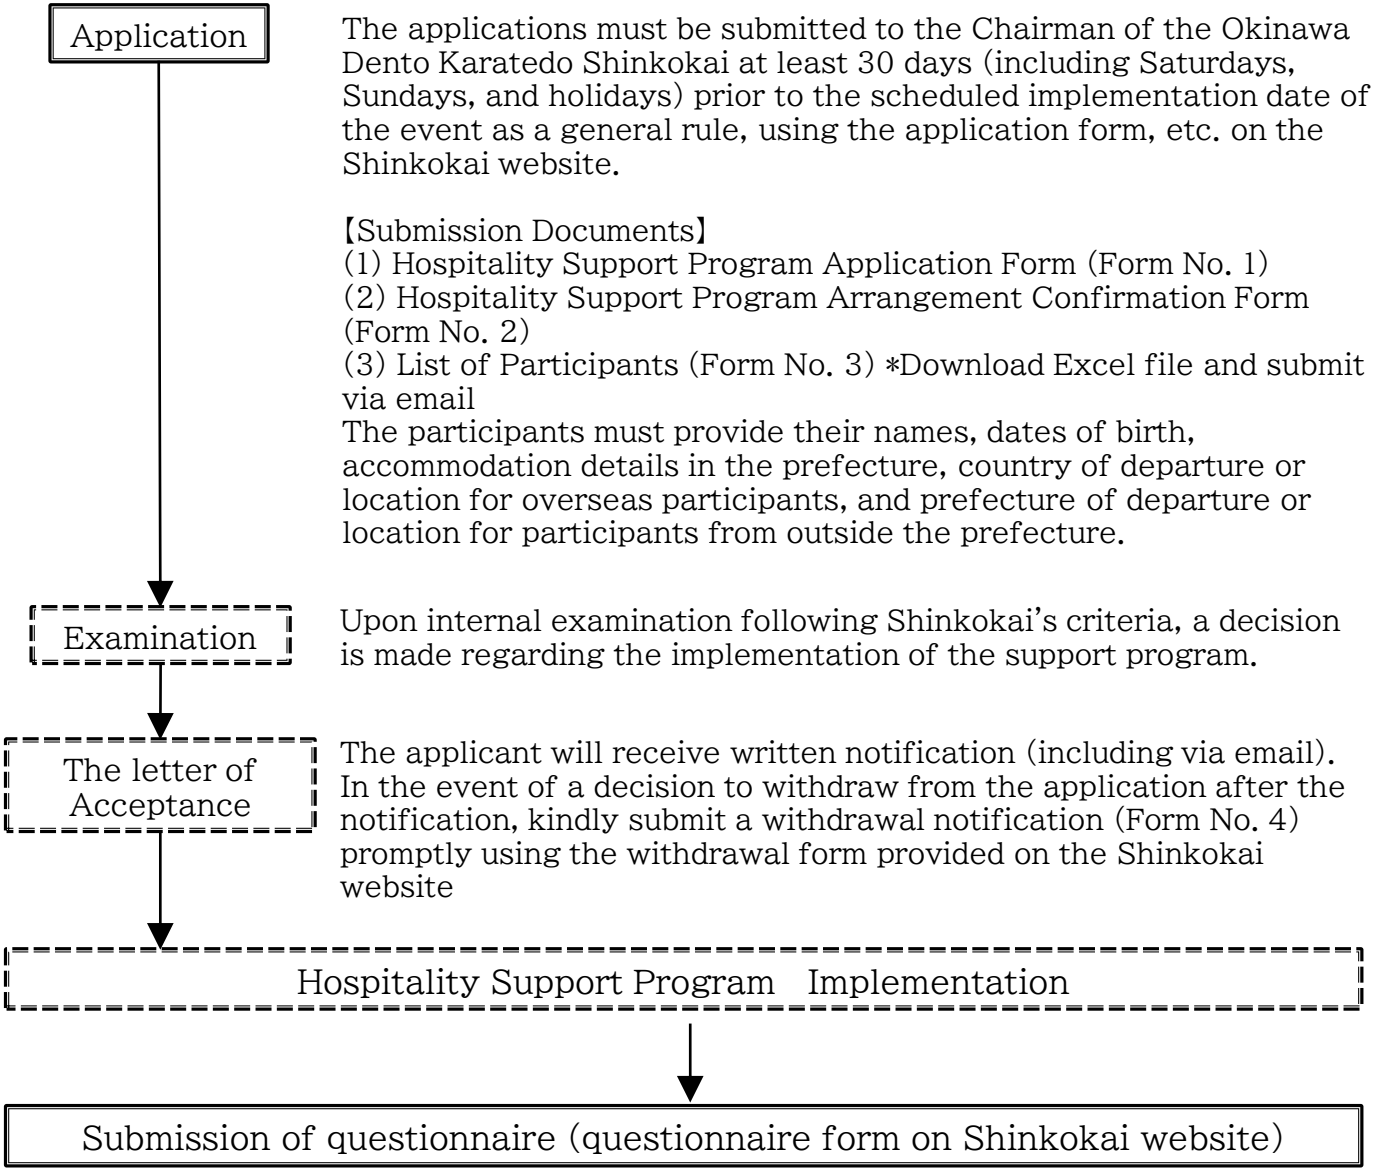 Application
The applications must be submitted to the Chairman of the Okinawa
Dento Karatedo Shinkokai at least 30 days (including Saturdays,
Sundays, and holidays) prior to the scheduled implementation date of
the event as a general rule, using the application form, etc. on the
Shinkokai website.
【Submission Documents】
(1) Hospitality Support Program Application Form (Form No. 1)
(2) Hospitality Support Program Arrangement Confirmation Form
(Form No. 2)
(3) List of Participants (Form No. 3) *Download Excel file and submit
via email
The participants must provide their names, dates of birth,
accommodation details in the prefecture, country of departure or
location for overseas participants, and prefecture of departure or
location for participants from outside the prefecture.
Examination
Upon internal examination following Shinkokai’s criteria, a decision
is made regarding the implementation of the support program.
The letter of
Acceptance
The applicant will receive written notification (including via email).
In the event of a decision to withdraw from the application after the
notification, kindly submit a withdrawal notification (Form No. 4)
promptly using the withdrawal form provided on the Shinkokai
website
Hospitality Support Program Implementation
Submission of questionnaire (questionnaire form on Shinkokai website)